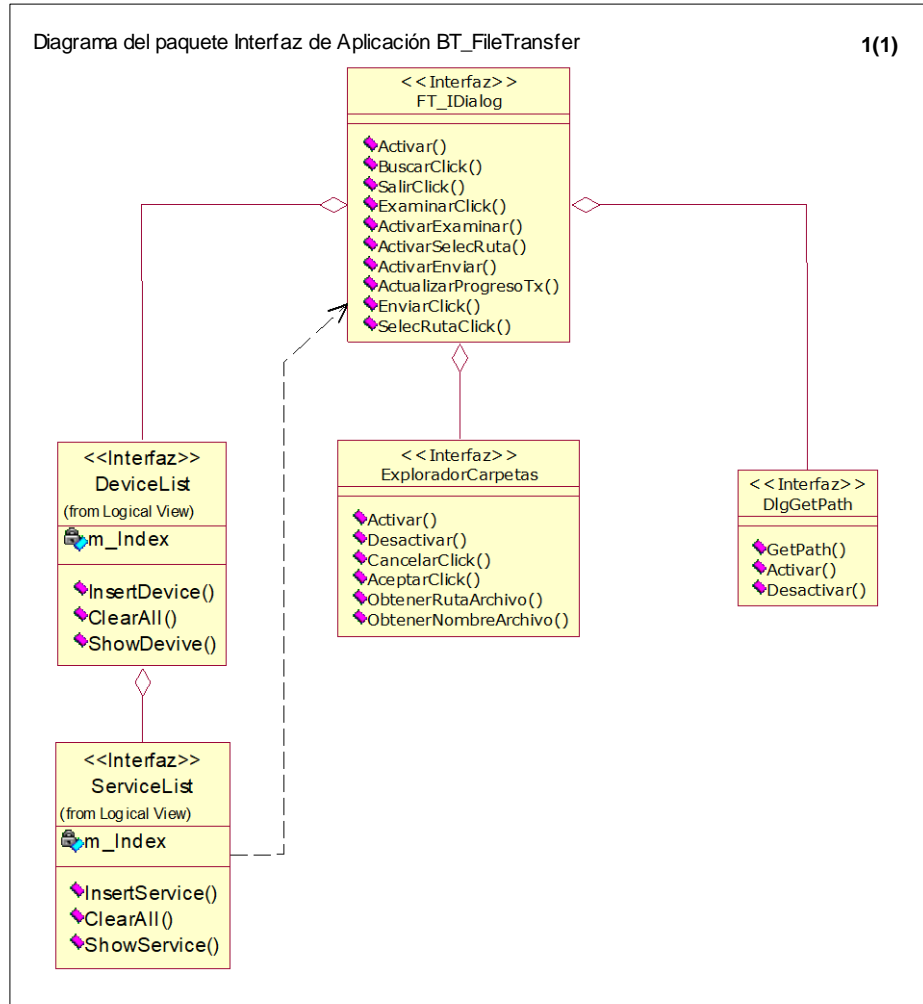 Diagrama del paquete Interfaz de Aplicación BT_FileTransfer
1(1)
<<Interfaz>>
FT_IDialog
Activar()
BuscarClick()
SalirClick()
ExaminarClick()
ActivarExaminar()
ActivarSelecRuta()
ActivarEnviar()
ActualizarProgresoTx()
EnviarClick()
SelecRutaClick()
<<Interfaz>>
DeviceList
(from Logical View)
m_Index
InsertDevice()
ClearAll()
ShowDevive()
<<Interfaz>>
ExploradorCarpetas
Activar()
Desactivar()
CancelarClick()
AceptarClick()
ObtenerRutaArchivo()
ObtenerNombreArchivo()
<<Interfaz>>
DlgGetPath
GetPath()
Activar()
Desactivar()
<<Interfaz>>
ServiceList
(from Logical View)
m_Index
InsertService()
ClearAll()
ShowService()